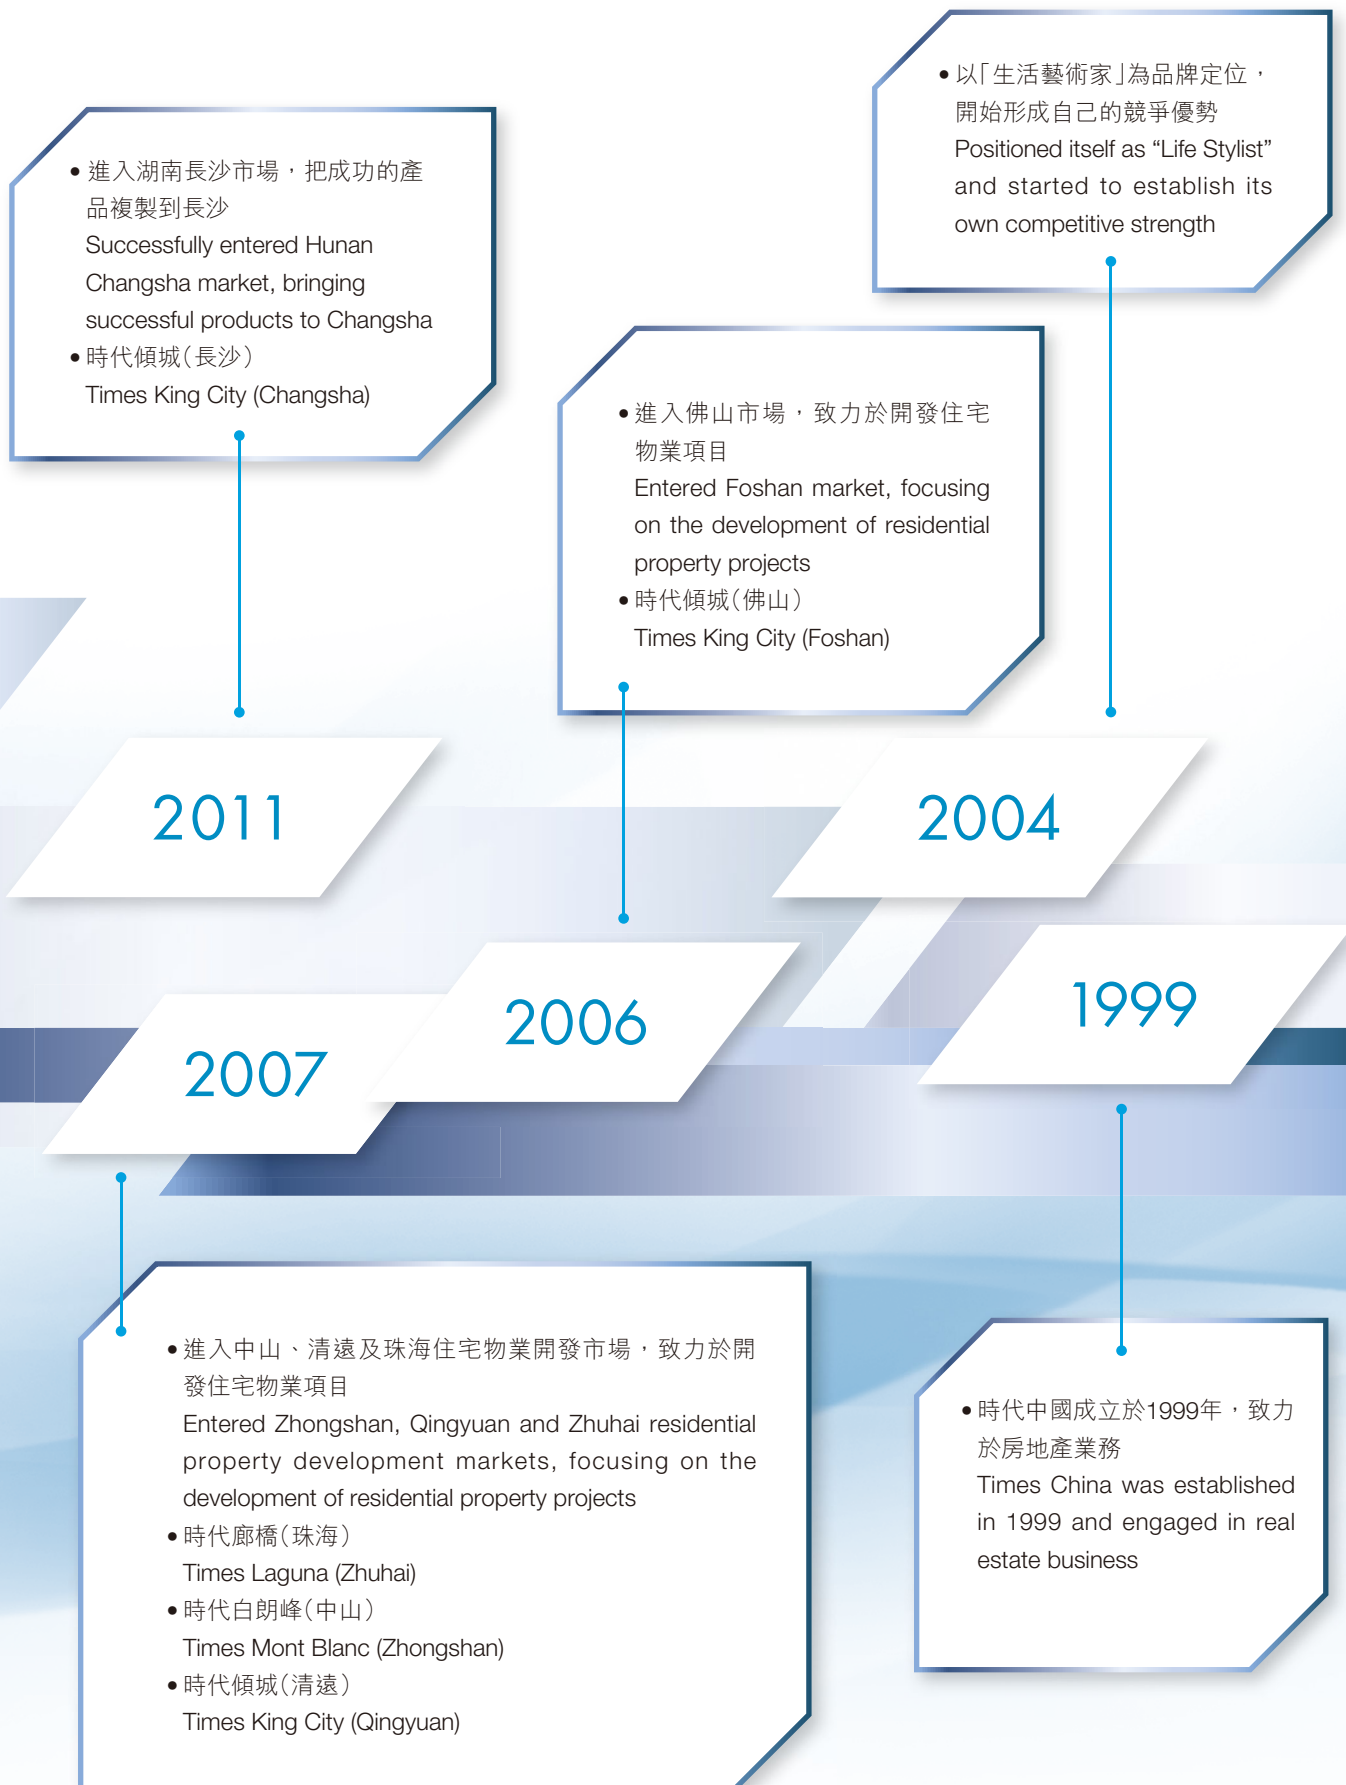 • 以「生活藝術家」為品牌定位，
開始形成自己的競爭優勢
Positioned itself as “Life Stylist”
and started to establish its
own competitive strength
• 進入湖南長沙市場，把成功的產
品複製到長沙
Successfully entered Hunan
Changsha market, bringing
successful products to Changsha
• 時代傾城（長沙）
Times King City (Changsha)
• 進入佛山市場，致力於開發住宅
物業項目
Entered Foshan market, focusing
on the development of residential
property projects
• 時代傾城（佛山）
Times King City (Foshan)
2011
2004
2006
1999
2007
• 進入中山、清遠及珠海住宅物業開發市場，致力於開
發住宅物業項目
Entered Zhongshan, Qingyuan and Zhuhai residential
property development markets, focusing on the
development of residential property projects
• 時代廊橋（珠海）
Times Laguna (Zhuhai)
• 時代白朗峰（中山）
Times Mont Blanc (Zhongshan)
• 時代傾城（清遠）
Times King City (Qingyuan)
• 時代中國成立於1999年，致力
於房地產業務
Times China was established
in 1999 and engaged in real
estate business